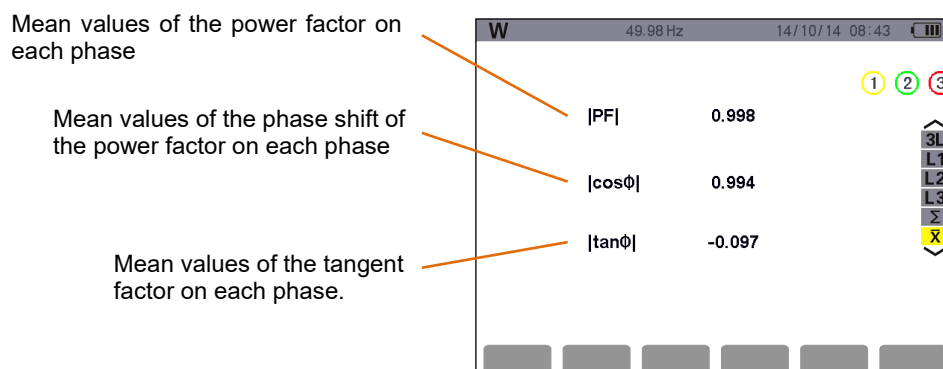 Mean values of the power factor on
each phase
Mean values of the phase shift of
the power factor on each phase
Mean values of the tangent
factor on each phase.
W 49.98 Hz 14/10/14 08:43
1 2 3
|PF| 0.998
|cosΦ| 0.994
|tanΦ| -0.097
3L
L1
L2
L3
Σ
X̄